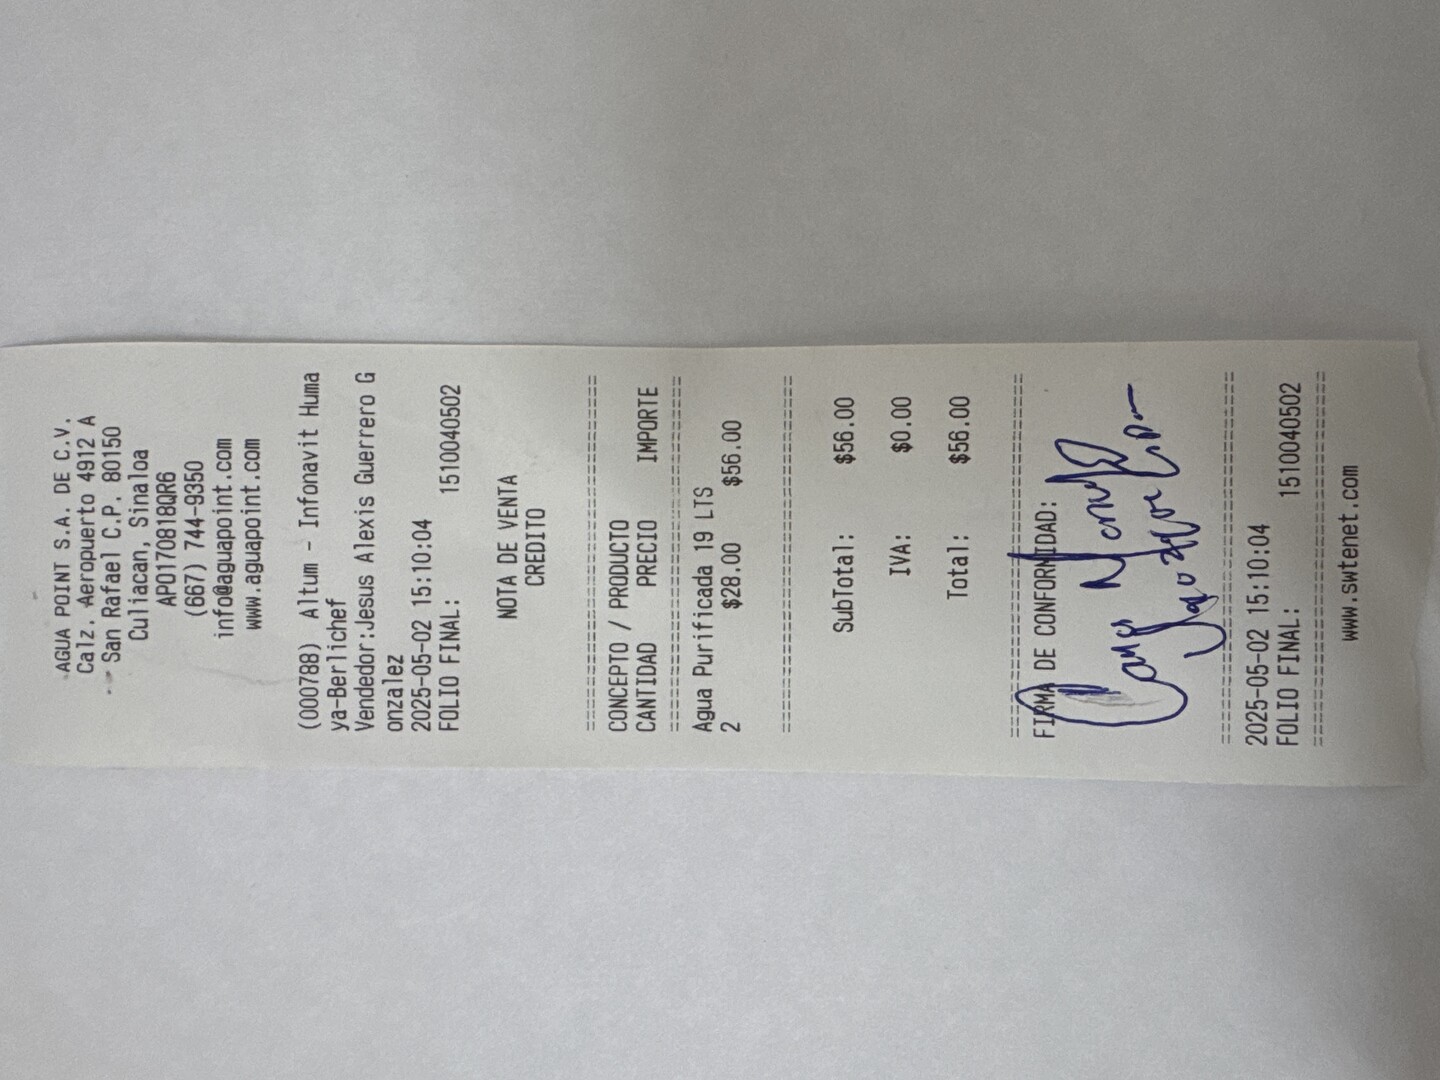 AGUA POINT S.A. DE C.V.
Calz. Aeropuerto 4912 A
San Rafael C.P. 80150
Culiacan, Sinaloa
APO170818QR6
(667) 744-9350
info@aguapoint.com
www.aguapoint.com
(000788) Altum - Infonavit Huma
ya-Berlichef
Vendedor:Jesus Alexis Guerrero G
onzalez
2025-05-02 15:10:04
FOLIO FINAL: 1510040502
NOTA DE VENTA
CREDITO
================================
CONCEPTO / PRODUCTO
CANTIDAD PRECIO IMPORTE
================================
Agua Purificada 19 LTS
2 $28.00 $56.00
================================
SubTotal: $56.00
IVA: $0.00
Total: $56.00
================================
FIRMA DE CONFORMIDAD:
================================
2025-05-02 15:10:04
FOLIO FINAL: 1510040502
================================
www.swtenet.com